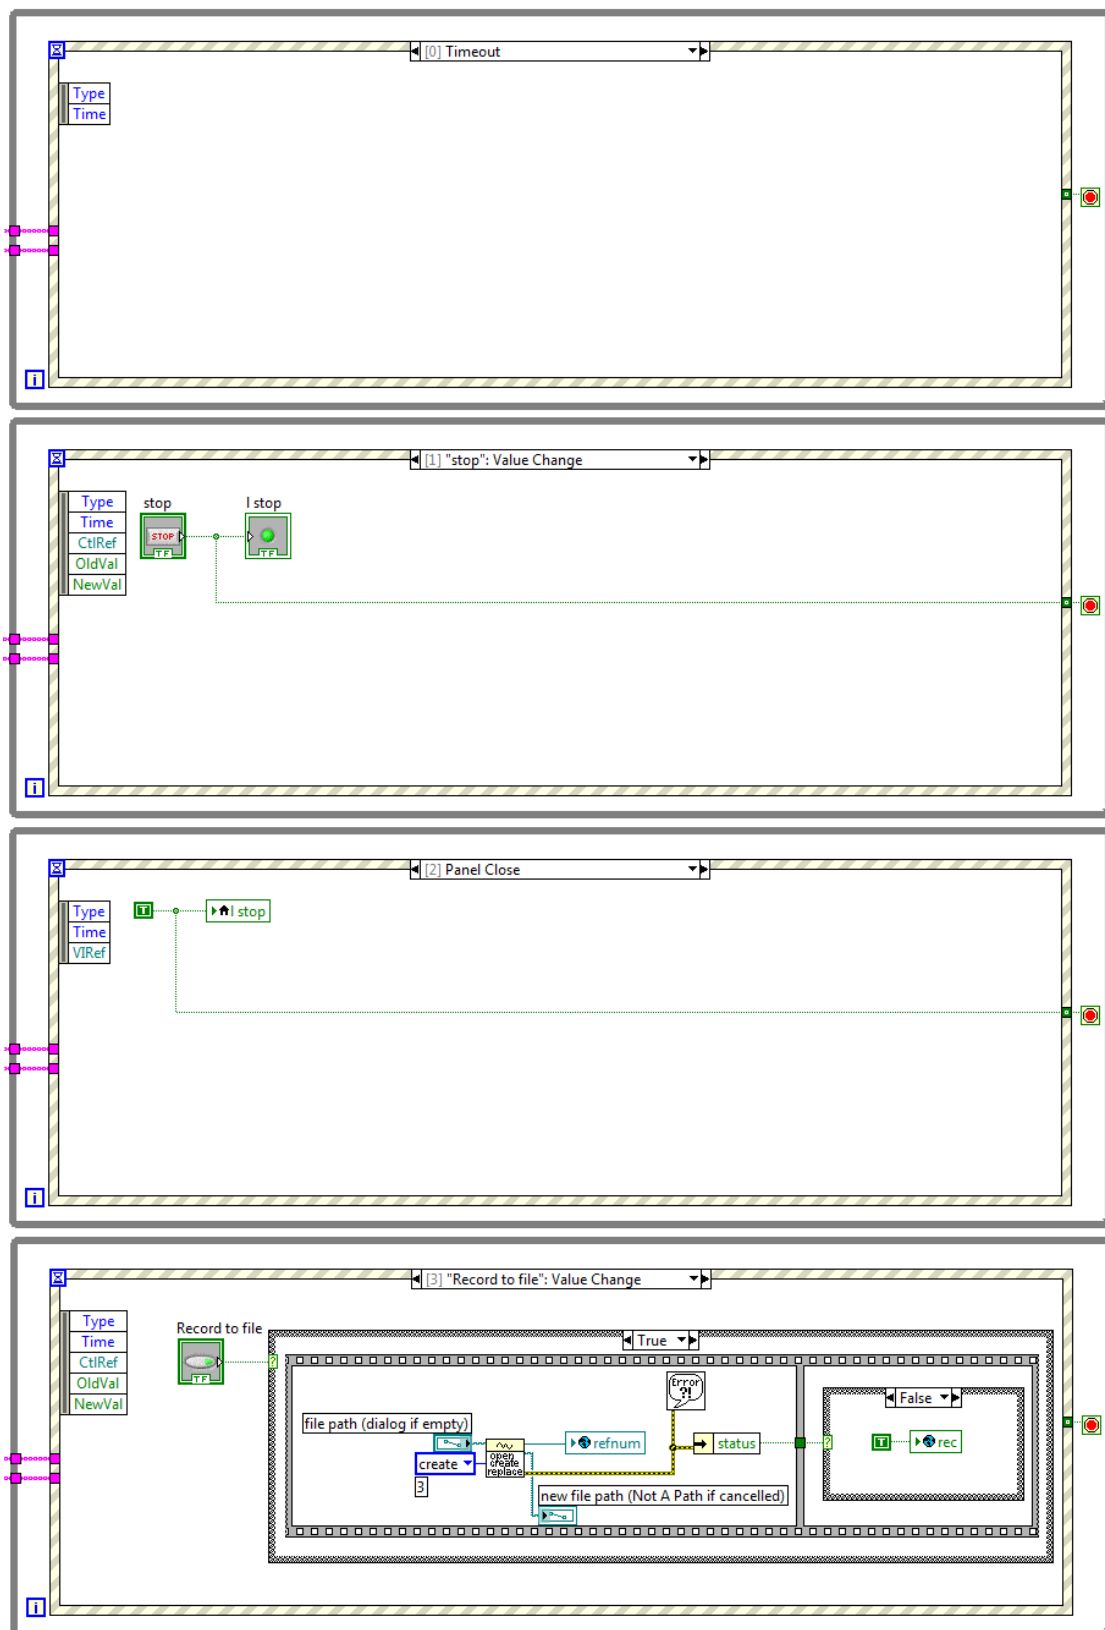 [0] Timeout
Type
Time
i
[1] "stop": Value Change
Type
Time
CtlRef
OldVal
NewVal
stop
STOP
TF
l stop
TF
i
[2] Panel Close
Type
Time
VIRef
T
l stop
i
[3] "Record to file": Value Change
Type
Time
CtlRef
OldVal
NewVal
Record to file
TF
?
True
Error
?!
file path (dialog if empty)
open
create
replace
create
3
refnum
status
new file path (Not A Path if cancelled)
False
?
T
rec
i